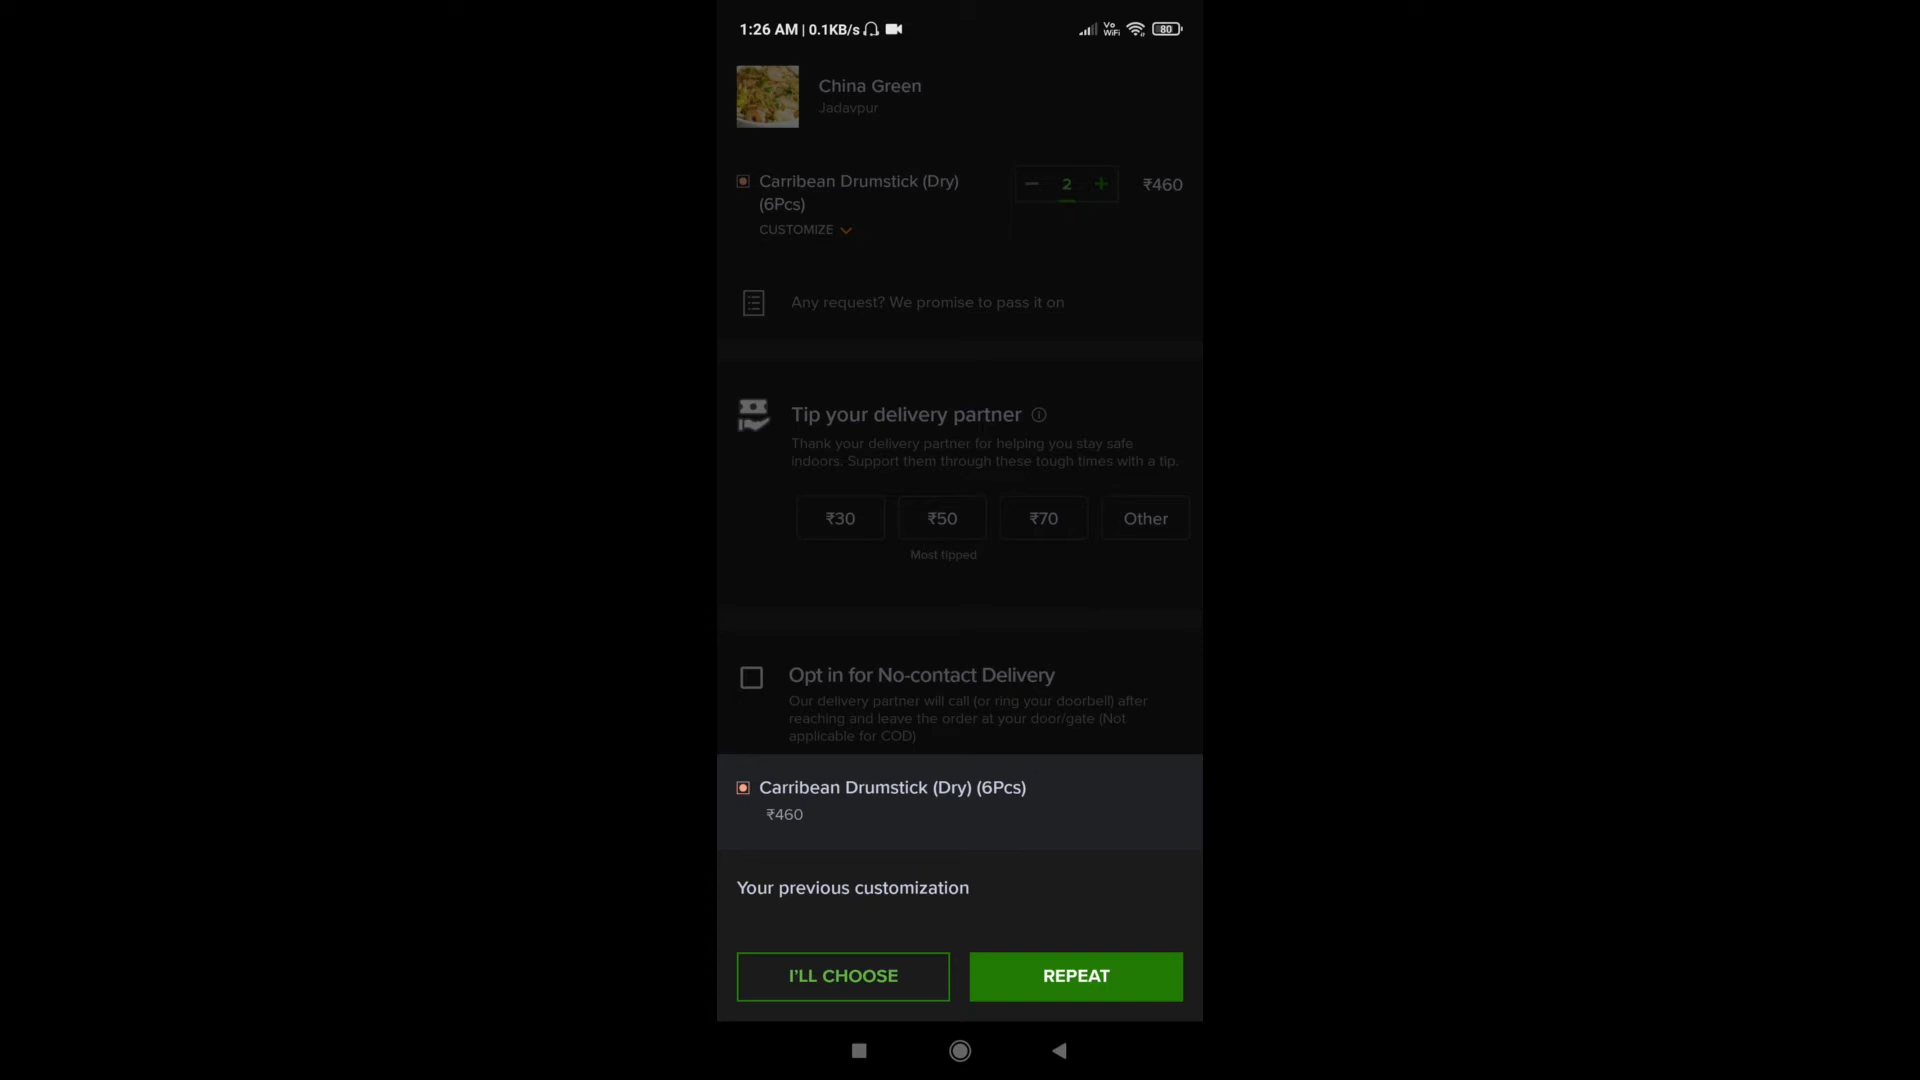 1:26 AM | 0.1KB/s
Vo WiFi
80
China Green
Jadavpur
Carribean Drumstick (Dry)
(6Pcs)
2
₹460
CUSTOMIZE
Any request? We promise to pass it on
Tip your delivery partner
Thank your delivery partner for helping you stay safe
indoors. Support them through these tough times with a tip.
₹30
₹50
₹70
Other
Most tipped
Opt in for No-contact Delivery
Our delivery partner will call (or ring your doorbell) after
reaching and leave the order at your door/gate (Not
applicable for COD)
Carribean Drumstick (Dry) (6Pcs)
₹460
Your previous customization
I'LL CHOOSE
REPEAT